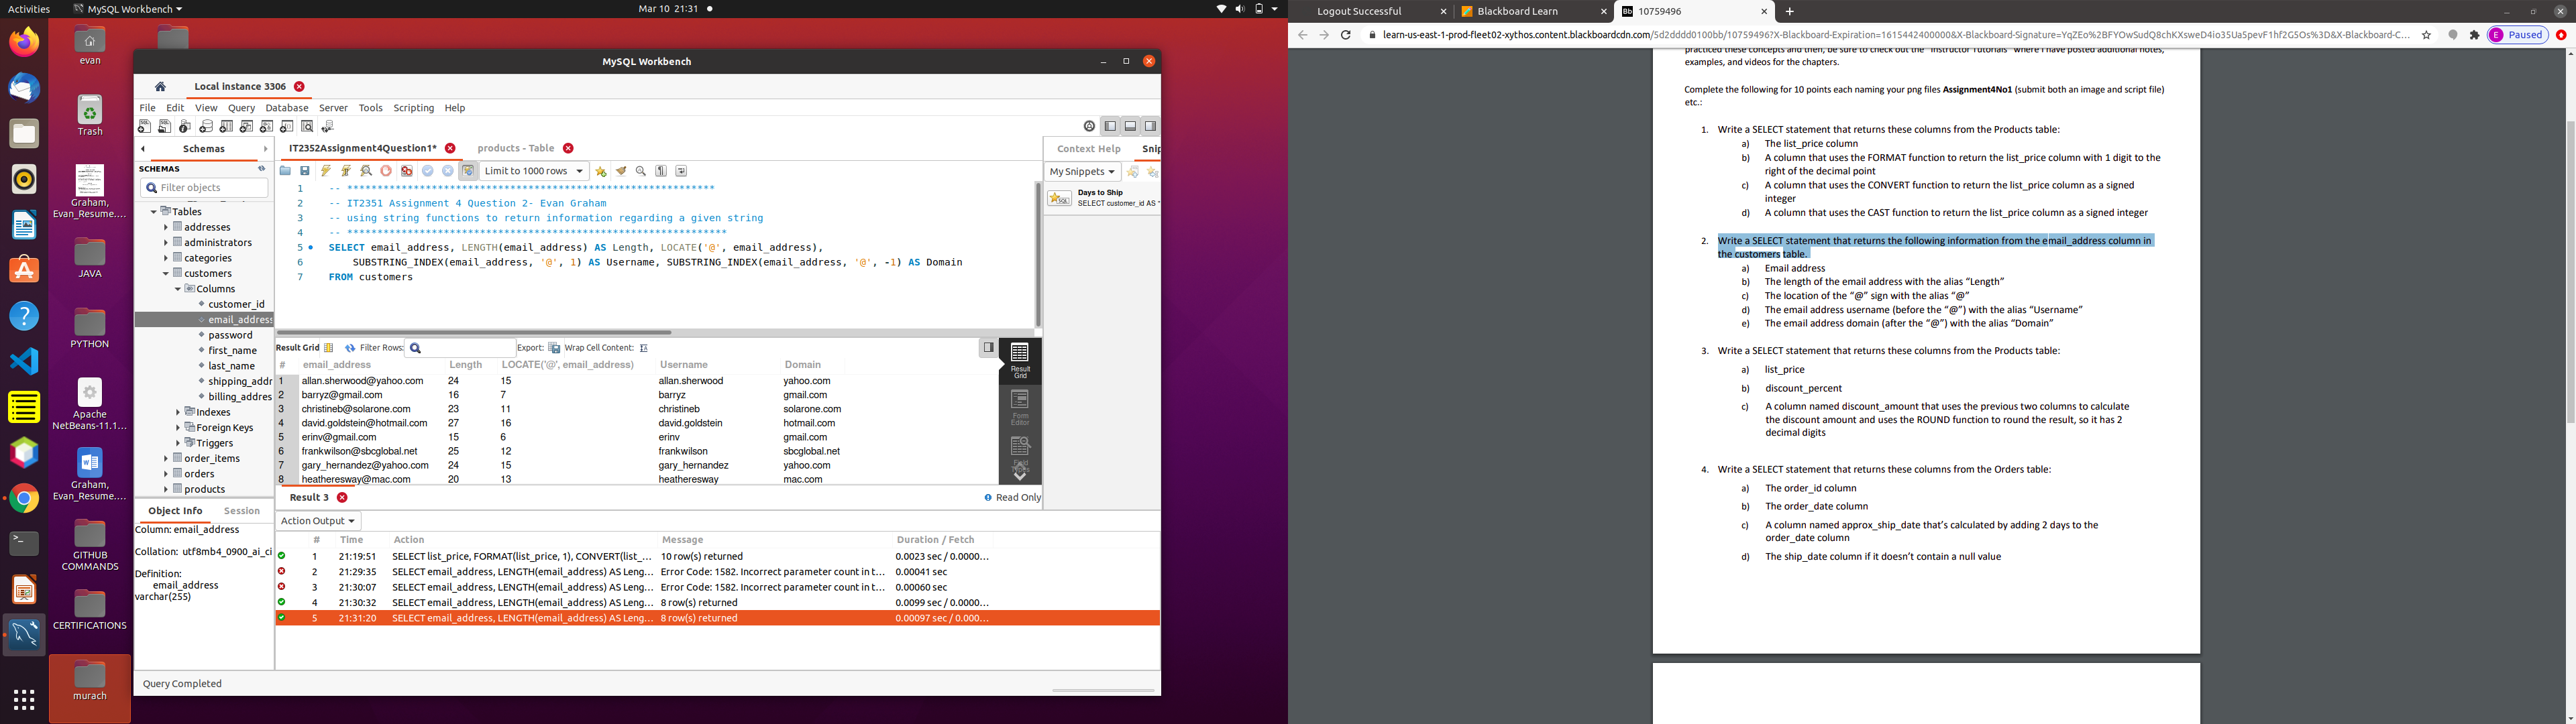 Activities
MySQL Workbench
Mar 10 21:31
evan
Trash
Graham,
Evan_Resume....
JAVA
PYTHON
Apache
NetBeans-11.1...
Graham,
Evan_Resume....
GITHUB
COMMANDS
CERTIFICATIONS
murach
MySQL Workbench
Local instance 3306
File Edit View Query Database Server Tools Scripting Help
Schemas
SCHEMAS
Filter objects
Tables
addresses
administrators
categories
customers
Columns
customer_id
email_address
password
first_name
last_name
shipping_addr
billing_addres
Indexes
Foreign Keys
Triggers
order_items
orders
products
Object Info Session
Column: email_address
Collation: utf8mb4_0900_ai_ci
Definition:
email_address
varchar(255)
IT2352Assignment4Question1*
products - Table
Limit to 1000 rows
1 -- *************************************************************
2 -- IT2351 Assignment 4 Question 2- Evan Graham
3 -- using string functions to return information regarding a given string
4 -- ***************************************************************
5 SELECT email_address, LENGTH(email_address) AS Length, LOCATE('@', email_address),
6 SUBSTRING_INDEX(email_address, '@', 1) AS Username, SUBSTRING_INDEX(email_address, '@', -1) AS Domain
7 FROM customers
Context Help Snip
My Snippets
Days to Ship
SELECT customer_id AS "
Result Grid Filter Rows: Export: Wrap Cell Content:
# email_address Length LOCATE('@', email_address) Username Domain
1 allan.sherwood@yahoo.com 24 15 allan.sherwood yahoo.com
2 barryz@gmail.com 16 7 barryz gmail.com
3 christineb@solarone.com 23 11 christineb solarone.com
4 david.goldstein@hotmail.com 27 16 david.goldstein hotmail.com
5 erinv@gmail.com 15 6 erinv gmail.com
6 frankwilson@sbcglobal.net 25 12 frankwilson sbcglobal.net
7 gary_hernandez@yahoo.com 24 15 gary_hernandez yahoo.com
8 heatheresway@mac.com 20 13 heatheresway mac.com
Result
Grid
Form
Editor
Field
Result 3
Read Only
Action Output
# Time Action Message Duration / Fetch
1 21:19:51 SELECT list_price, FORMAT(list_price, 1), CONVERT(list_... 10 row(s) returned 0.0023 sec / 0.0000...
2 21:29:35 SELECT email_address, LENGTH(email_address) AS Leng... Error Code: 1582. Incorrect parameter count in t... 0.00041 sec
3 21:30:07 SELECT email_address, LENGTH(email_address) AS Leng... Error Code: 1582. Incorrect parameter count in t... 0.00060 sec
4 21:30:32 SELECT email_address, LENGTH(email_address) AS Leng... 8 row(s) returned 0.0099 sec / 0.0000...
5 21:31:20 SELECT email_address, LENGTH(email_address) AS Leng... 8 row(s) returned 0.00097 sec / 0.000...
Query Completed
Logout Successful
Blackboard Learn
Bb 10759496
learn-us-east-1-prod-fleet02-xythos.content.blackboardcdn.com/5d2dddd0100bb/10759496?X-Blackboard-Expiration=1615442400000&X-Blackboard-Signature=YqZEo%2BFYOwSudQ8chKXsweD4io35Ua5pevF1hf2G5Os%3D&X-Blackboard-C...
E Paused
practiced these concepts and then, be sure to check out the "Instructor Tutorials" where I have posted additional notes,
examples, and videos for the chapters.
Complete the following for 10 points each naming your png files Assignment4No1 (submit both an image and script file)
etc.:
1. Write a SELECT statement that returns these columns from the Products table:
a) The list_price column
b) A column that uses the FORMAT function to return the list_price column with 1 digit to the
right of the decimal point
c) A column that uses the CONVERT function to return the list_price column as a signed
integer
d) A column that uses the CAST function to return the list_price column as a signed integer
2. Write a SELECT statement that returns the following information from the email_address column in
the customers table.
a) Email address
b) The length of the email address with the alias “Length”
c) The location of the “@” sign with the alias “@”
d) The email address username (before the “@”) with the alias “Username”
e) The email address domain (after the “@”) with the alias “Domain”
3. Write a SELECT statement that returns these columns from the Products table:
a) list_price
b) discount_percent
c) A column named discount_amount that uses the previous two columns to calculate
the discount amount and uses the ROUND function to round the result, so it has 2
decimal digits
4. Write a SELECT statement that returns these columns from the Orders table:
a) The order_id column
b) The order_date column
c) A column named approx_ship_date that’s calculated by adding 2 days to the
order_date column
d) The ship_date column if it doesn’t contain a null value